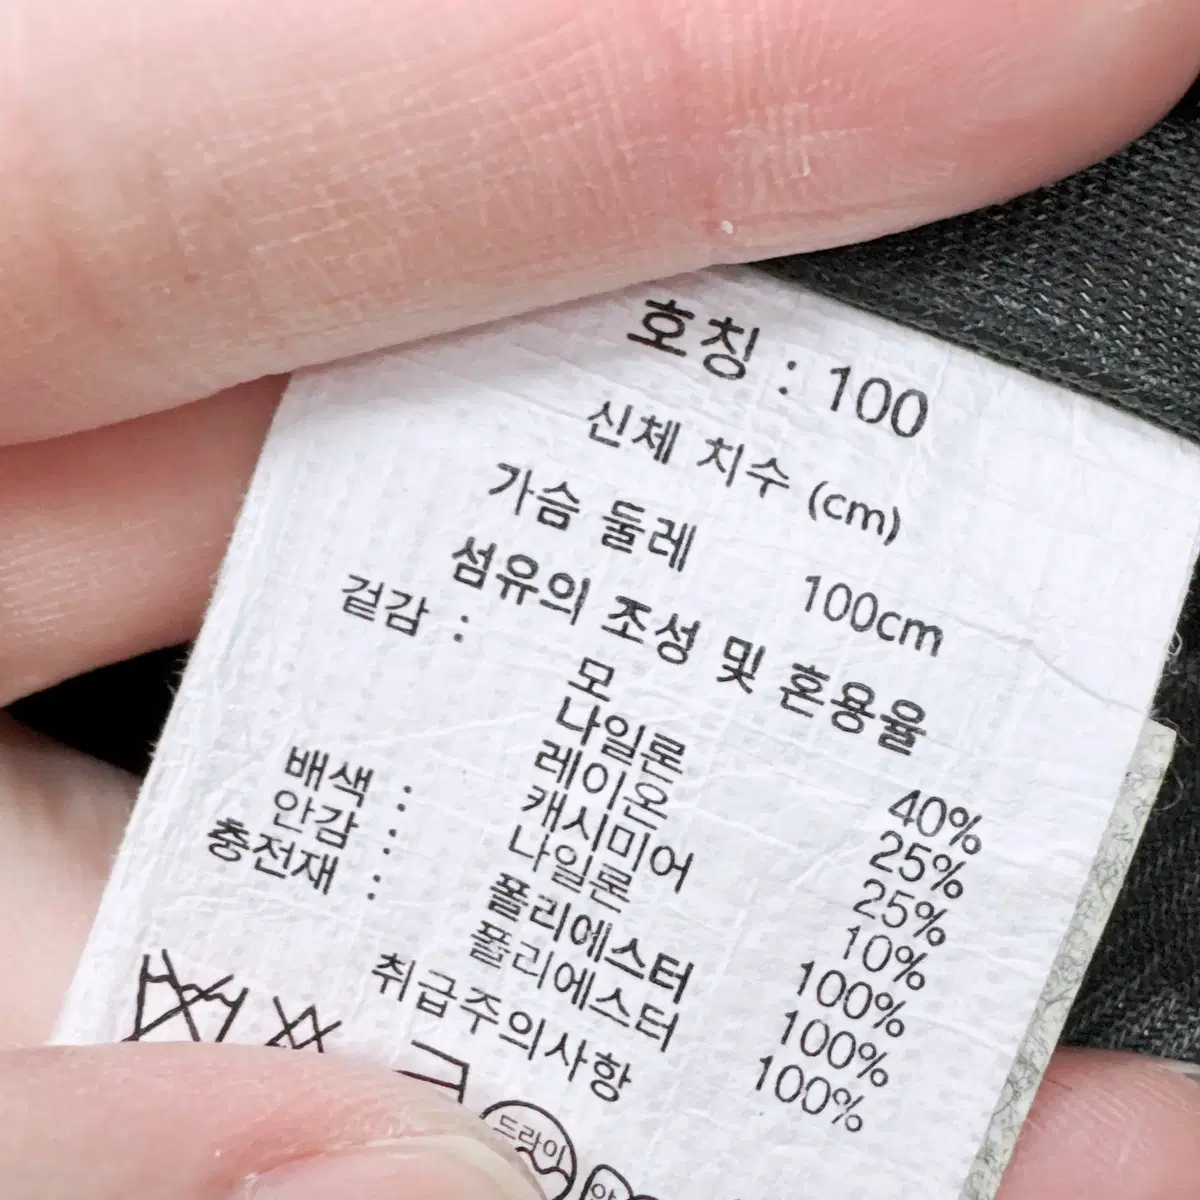 호칭 : 100
신체 치수 (cm)
가슴 둘레 100cm
섬유의 조성 및 혼용율
겉감 :
모 40%
나일론 25%
레이온 25%
캐시미어 10%
배색 : 나일론 100%
안감 : 폴리에스터 100%
충전재 : 폴리에스터 100%
취급주의사항
드라이